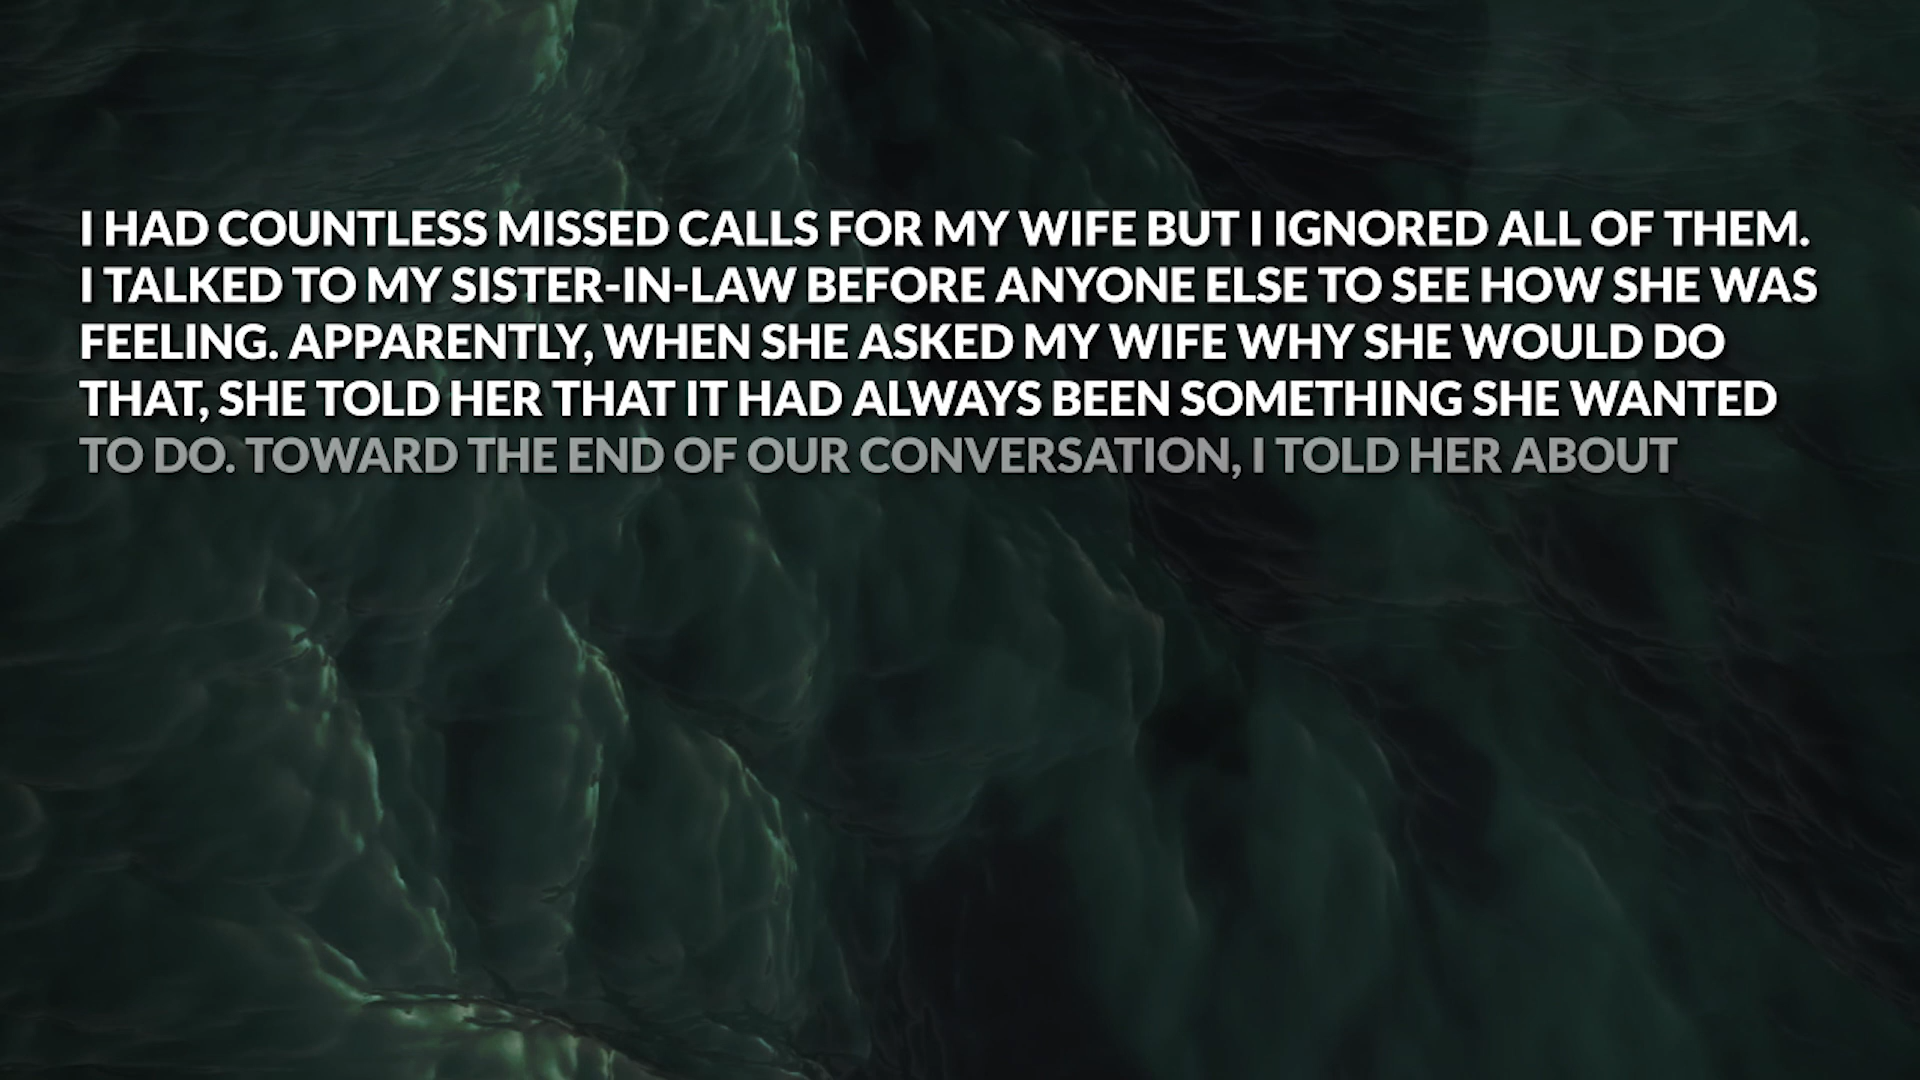 I HAD COUNTLESS MISSED CALLS FOR MY WIFE BUT I IGNORED ALL OF THEM.
I TALKED TO MY SISTER-IN-LAW BEFORE ANYONE ELSE TO SEE HOW SHE WAS
FEELING. APPARENTLY, WHEN SHE ASKED MY WIFE WHY SHE WOULD DO
THAT, SHE TOLD HER THAT IT HAD ALWAYS BEEN SOMETHING SHE WANTED
TO DO. TOWARD THE END OF OUR CONVERSATION, I TOLD HER ABOUT